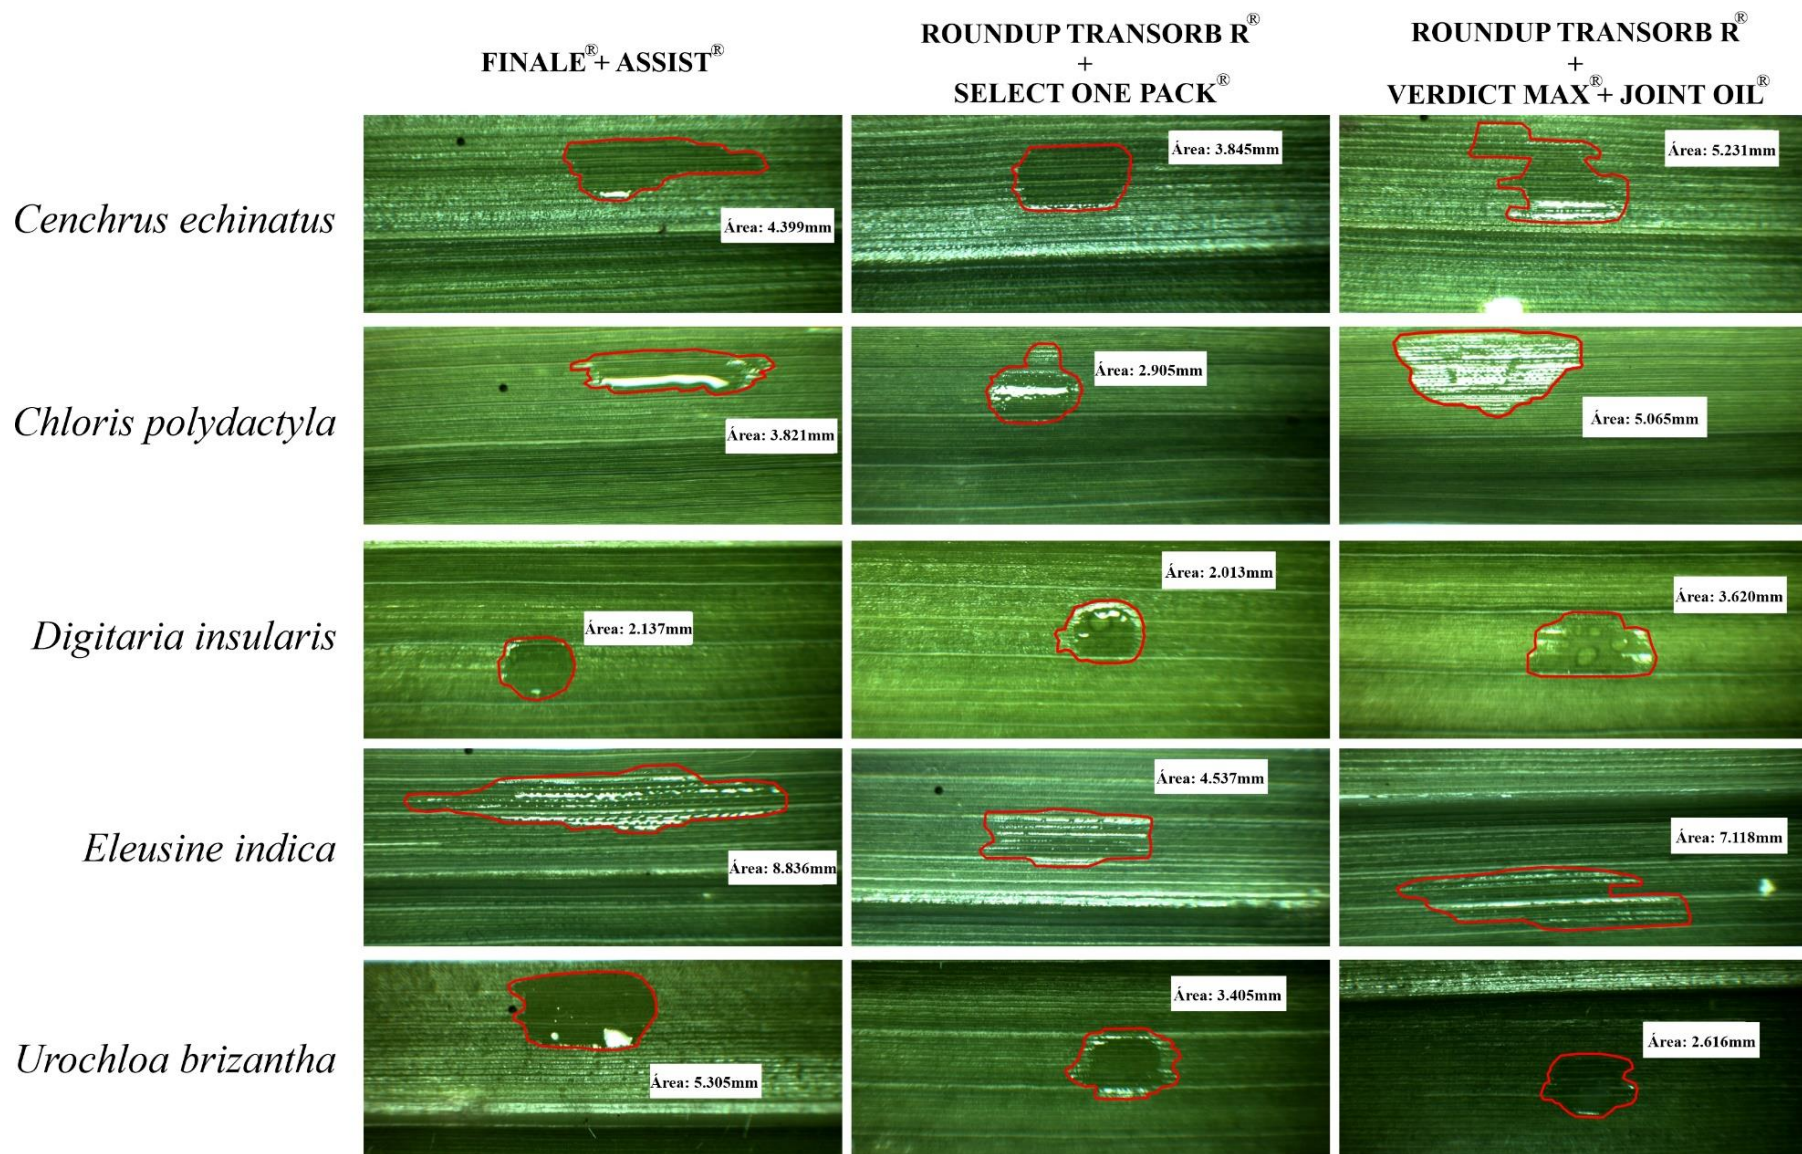 FINALE®+ ASSIST®
ROUNDUP TRANSORB R®
+
SELECT ONE PACK®
ROUNDUP TRANSORB R®
+
VERDICT MAX®+ JOINT OIL®
Cenchrus echinatus
Área: 4.399mm
Área: 3.845mm
Área: 5.231mm
Chloris polydactyla
Área: 3.821mm
Área: 2.905mm
Área: 5.065mm
Digitaria insularis
Área: 2.137mm
Área: 2.013mm
Área: 3.620mm
Eleusine indica
Área: 8.836mm
Área: 4.537mm
Área: 7.118mm
Urochloa brizantha
Área: 5.305mm
Área: 3.405mm
Área: 2.616mm